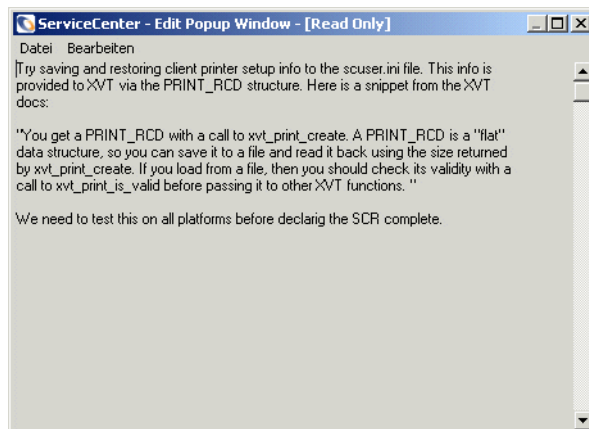 ServiceCenter - Edit Popup Window - [Read Only]
Datei Bearbeiten
Try saving and restoring client printer setup info to the scuser.ini file. This info is
provided to XVT via the PRINT_RCD structure. Here is a snippet from the XVT
docs:
"You get a PRINT_RCD with a call to xvt_print_create. A PRINT_RCD is a "flat"
data structure, so you can save it to a file and read it back using the size returned
by xvt_print_create. If you load from a file, then you should check its validity with a
call to xvt_print_is_valid before passing it to other XVT functions. "
We need to test this on all platforms before declarig the SCR complete.